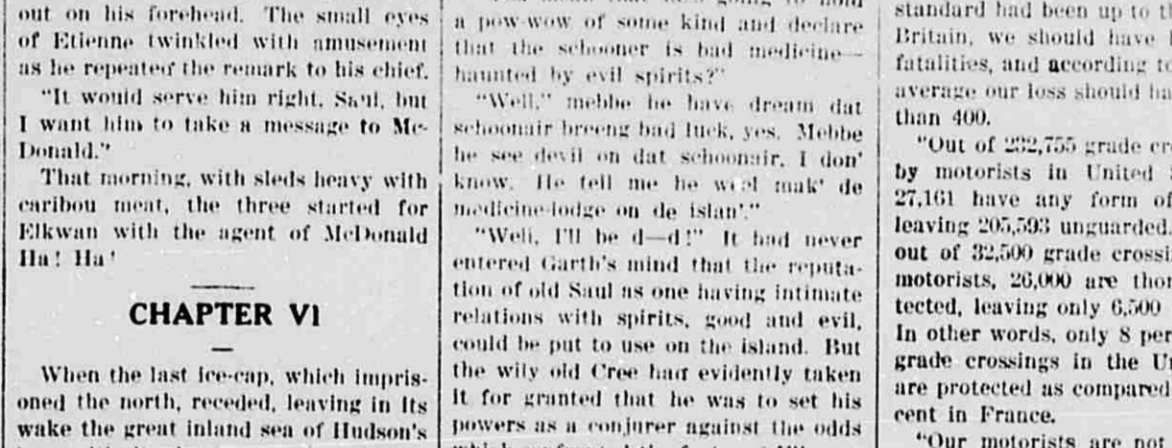 out on his forehead. The small eyes
of Etienne twinkled with amusement
as he repeated the remark to his chief.
"It would serve him right, Saul, but
I want him to take a message to Mc-
Donald."
That morning, with sleds heavy with
caribou meat, the three started for
Elkwan with the agent of McDonald
Ha! Ha!
CHAPTER VI
When the last ice-cap, which impris-
oned the north, receded, leaving in its
wake the great inland sea of Hudson's
a pow-wow of some kind and declare
that the schooner is bad medicine—
haunted by evil spirits?"
"Well," mebbe he have dream dat
schoonair breeng bad luck, yes. Mebbe
he see devil on dat schoonair, I don'
know. He tell me he weel mak' de
medicine-lodge on de islan'."
"Well, I'll be d—d!" It had never
entered Garth's mind that the reputa-
tion of old Saul as one having intimate
relations with spirits, good and evil,
could be put to use on the island. But
the wily old Cree had evidently taken
it for granted that he was to set his
powers as a conjurer against the odds
standard had been up to
Britain, we should have
fatalities, and according
average our loss should
than 400.
"Out of 232,755 grade
by motorists in United
27,161 have any form of
leaving 205,593 unguarded.
out of 32,500 grade
motorists, 26,000 are
tected, leaving only 6,500
In other words, only 8 per
grade crossings in the
are protected as compared
cent in France.
"Our motorists are